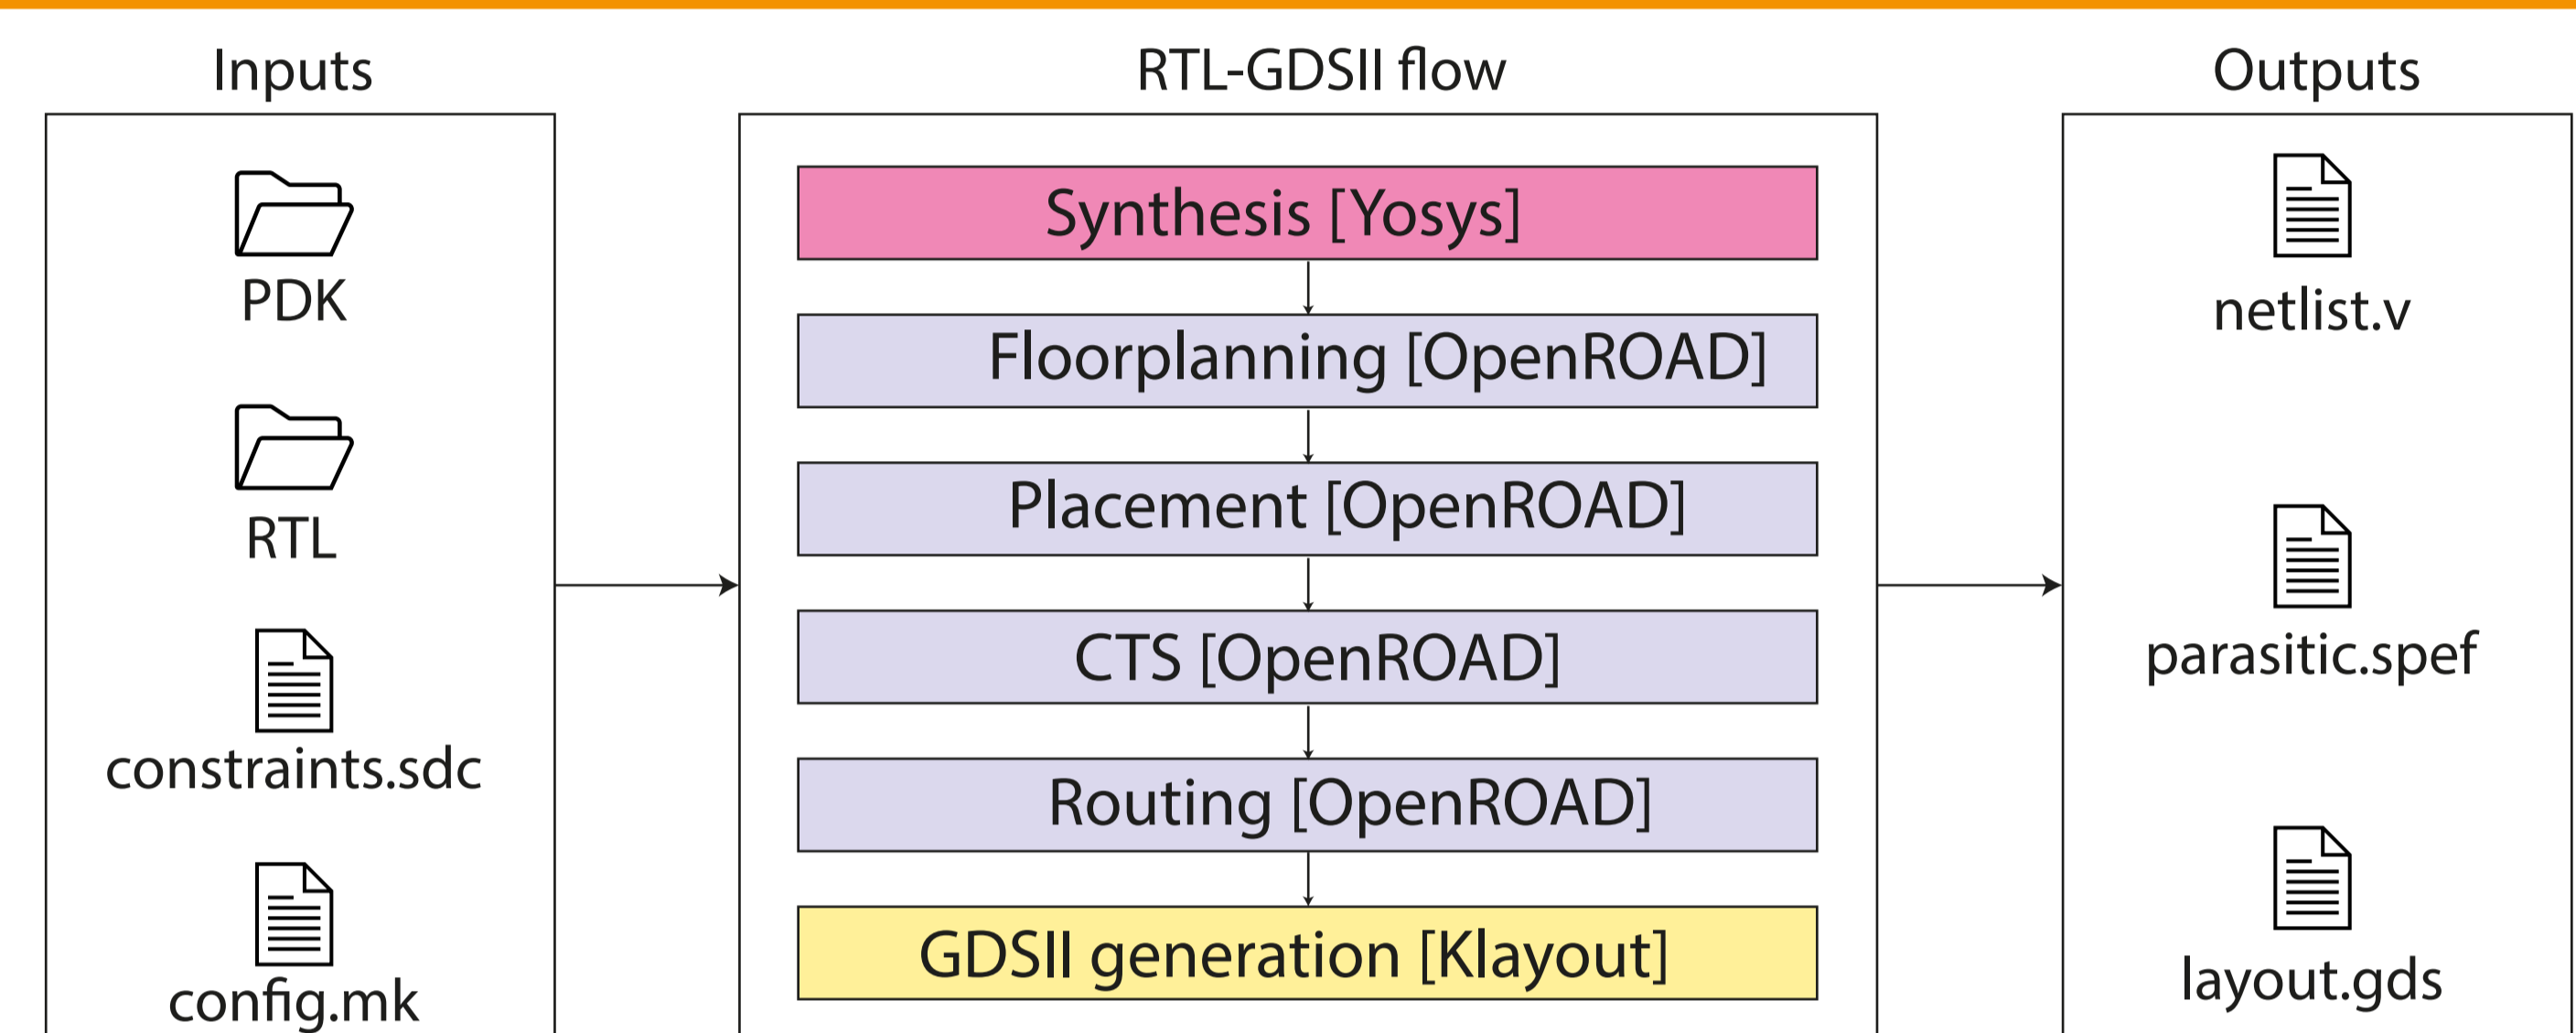 Inputs
PDK
RTL
constraints.sdc
config.mk
RTL-GDSII flow
Synthesis [Yosys]
Floorplanning [OpenROAD]
Placement [OpenROAD]
CTS [OpenROAD]
Routing [OpenROAD]
GDSII generation [Klayout]
Outputs
netlist.v
parasitic.spef
layout.gds